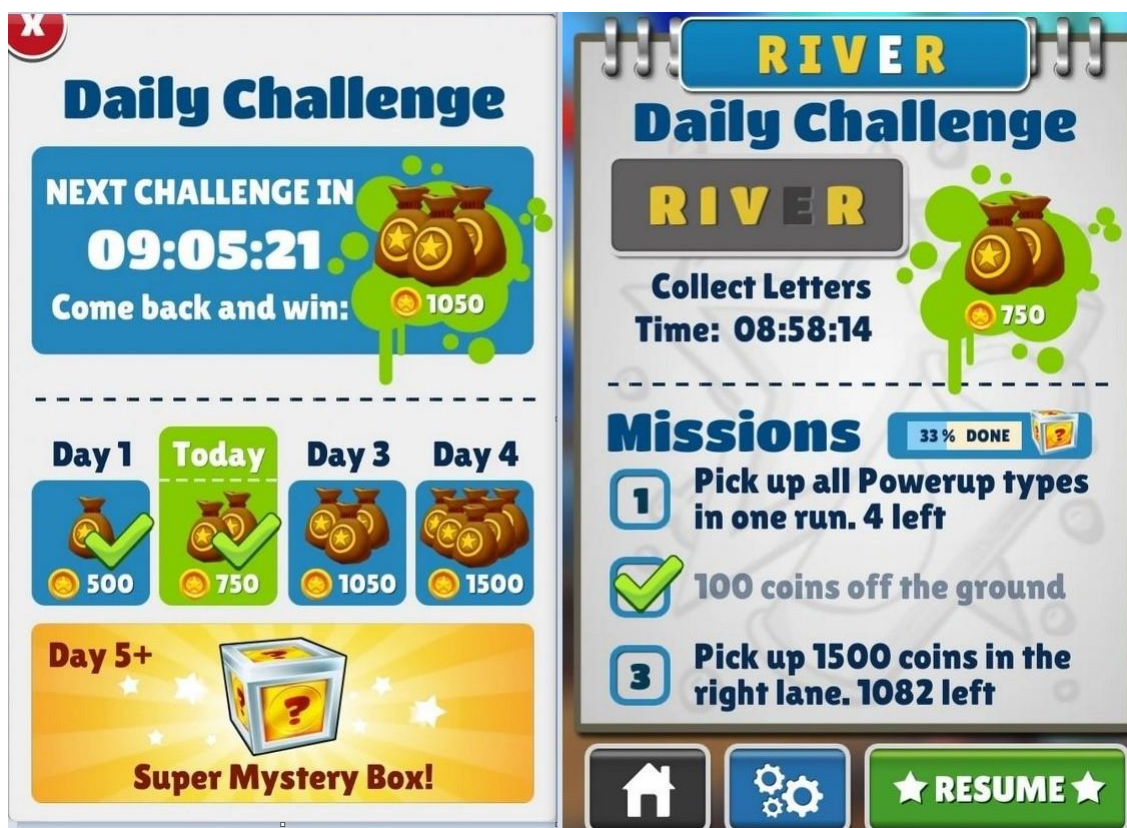 X
Daily Challenge
NEXT CHALLENGE IN
09:05:21
Come back and win:
1050
Day 1
Today
Day 3
Day 4
500
750
1050
1500
Day 5+
?
?
?
Super Mystery Box!
RIVER
Daily Challenge
RIVER
Collect Letters
Time: 08:58:14
750
Missions
33% DONE
?
1
Pick up all Powerup types
in one run. 4 left
100 coins off the ground
3
Pick up 1500 coins in the
right lane. 1082 left
RESUME